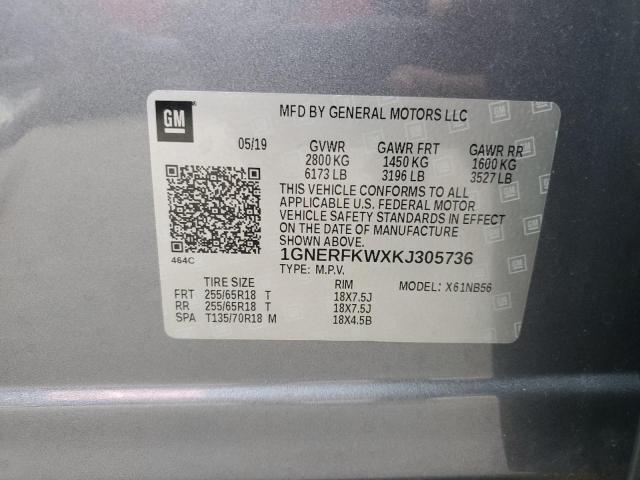 GM
MFD BY GENERAL MOTORS LLC
05/19 GVWR GAWR FRT GAWR RR
2800 KG 1450 KG 1600 KG
6173 LB 3196 LB 3527 LB
THIS VEHICLE CONFORMS TO ALL
APPLICABLE U.S. FEDERAL MOTOR
VEHICLE SAFETY STANDARDS IN EFFECT
ON THE DATE OF MANUFACTURE
SHOWN ABOVE.
464C
1GNERFKWXKJ305736
TYPE: M.P.V. MODEL: X61NB56
TIRE SIZE RIM
FRT 255/65R18 T 18X7.5J
RR 255/65R18 T 18X7.5J
SPA T135/70R18 M 18X4.5B